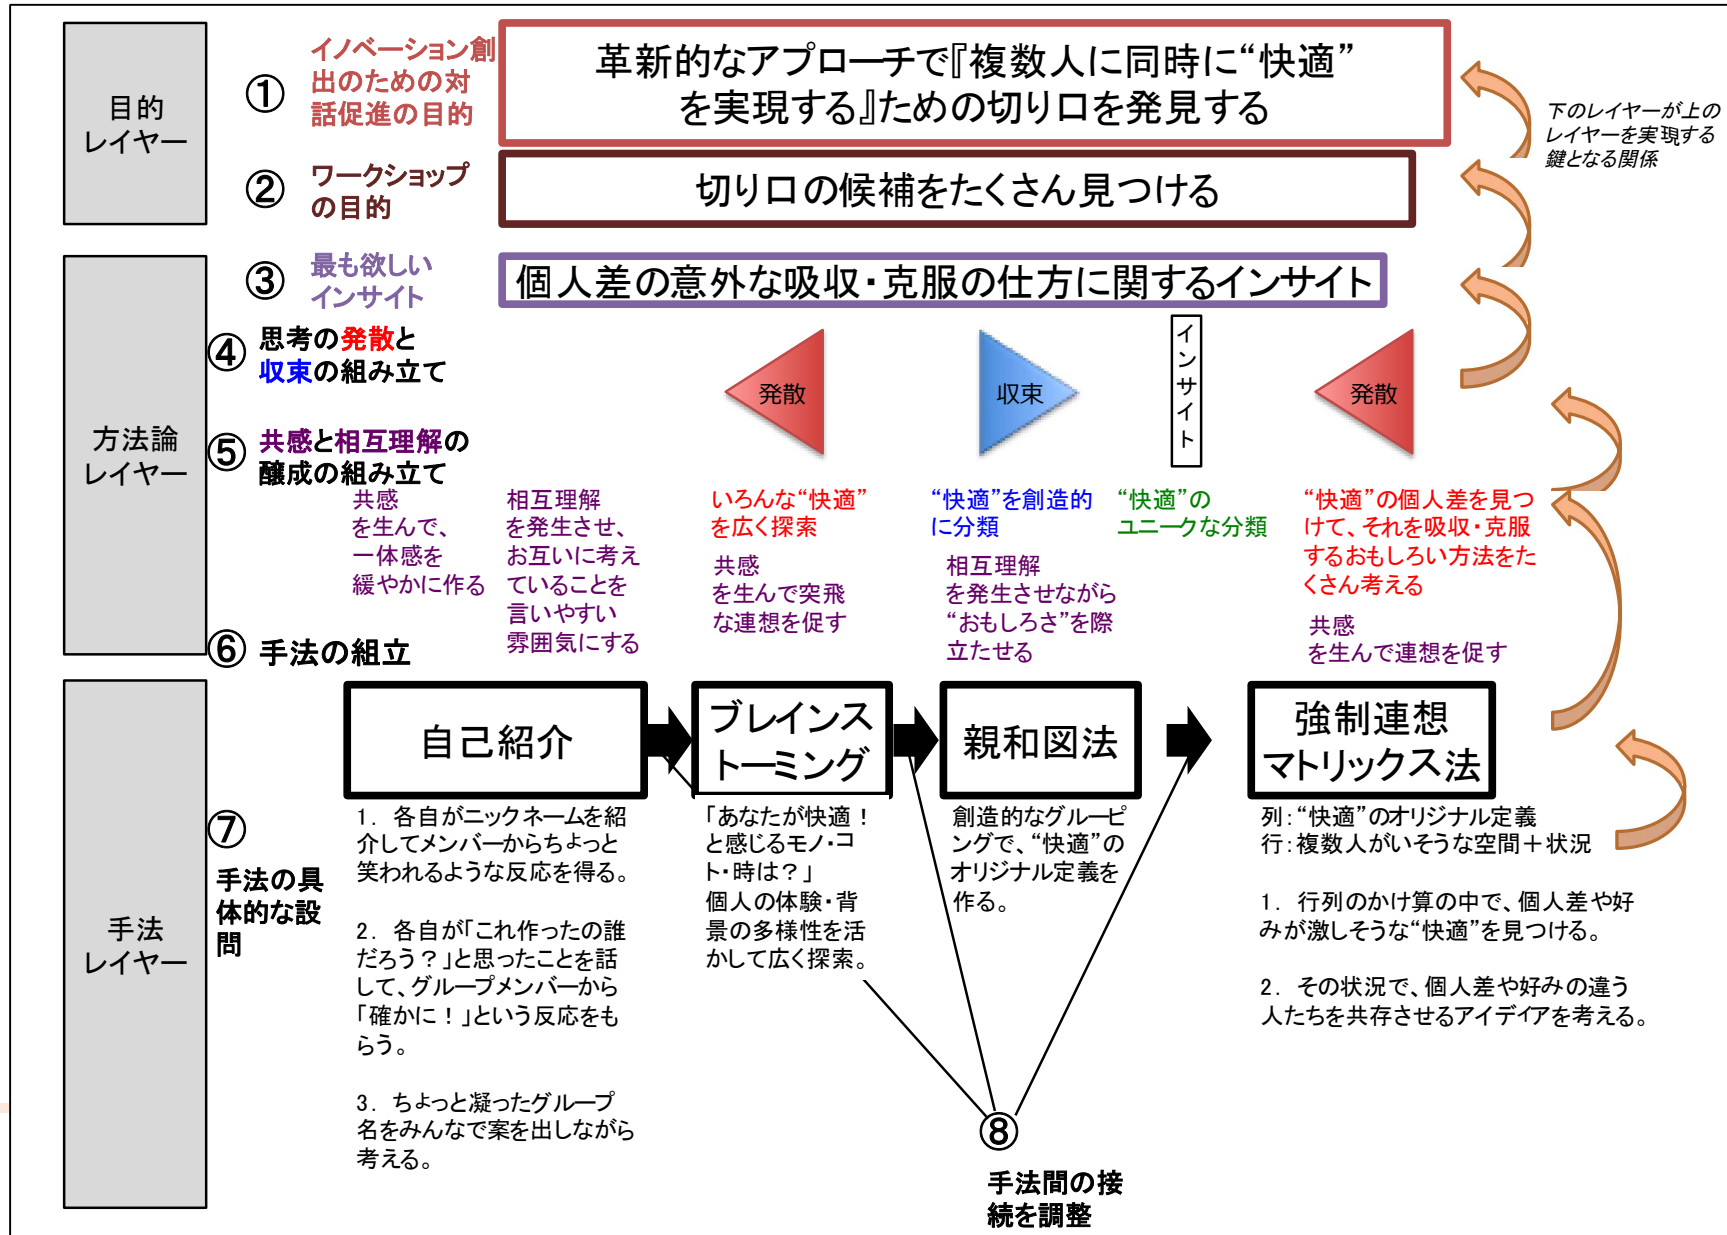 目的
レイヤー
①
イノベーション創
出のための対
話促進の目的
革新的なアプローチで『複数人に同時に“快適”
を実現する』ための切り口を発見する
下のレイヤーが上の
レイヤーを実現する
鍵となる関係
②
ワークショップ
の目的
切り口の候補をたくさん見つける
方法論
レイヤー
③
最も欲しい
インサイト
個人差の意外な吸収・克服の仕方に関するインサイト
④
思考の発散と
収束の組み立て
発散
収束
インサイト
発散
⑤
共感と相互理解の
醸成の組み立て
共感
を生んで、
一体感を
緩やかに作る
相互理解
を発生させ、
お互いに考え
ていることを
言いやすい
雰囲気にする
いろんな“快適”
を広く探索
共感
を生んで突飛
な連想を促す
“快適”を創造的
に分類
相互理解
を発生させながら
“おもしろさ”を際
立たせる
“快適”の
ユニークな分類
“快適”の個人差を見つ
けて、それを吸収・克服
するおもしろい方法をた
くさん考える
共感
を生んで連想を促す
⑥
手法の組立
手法
レイヤー
自己紹介
ブレインス
トーミング
親和図法
強制連想
マトリックス法
⑦
手法の具
体的な設
問
1. 各自がニックネームを紹
介してメンバーからちょっと
笑われるような反応を得る。
2. 各自が「これ作ったの誰
だろう？」と思ったことを話
して、グループメンバーから
「確かに！」という反応をも
らう。
3. ちょっと凝ったグループ
名をみんなで案を出しながら
考える。
「あなたが快適！
と感じるモノ・コ
ト・時は？」
個人の体験・背
景の多様性を活
かして広く探索。
創造的なグルーピ
ングで、“快適”の
オリジナル定義を
作る。
列：“快適”のオリジナル定義
行：複数人がいそうな空間＋状況
1. 行列のかけ算の中で、個人差や好
みが激しそうな“快適”を見つける。
2. その状況で、個人差や好みの違う
人たちを共存させるアイディアを考える。
⑧
手法間の接
続を調整